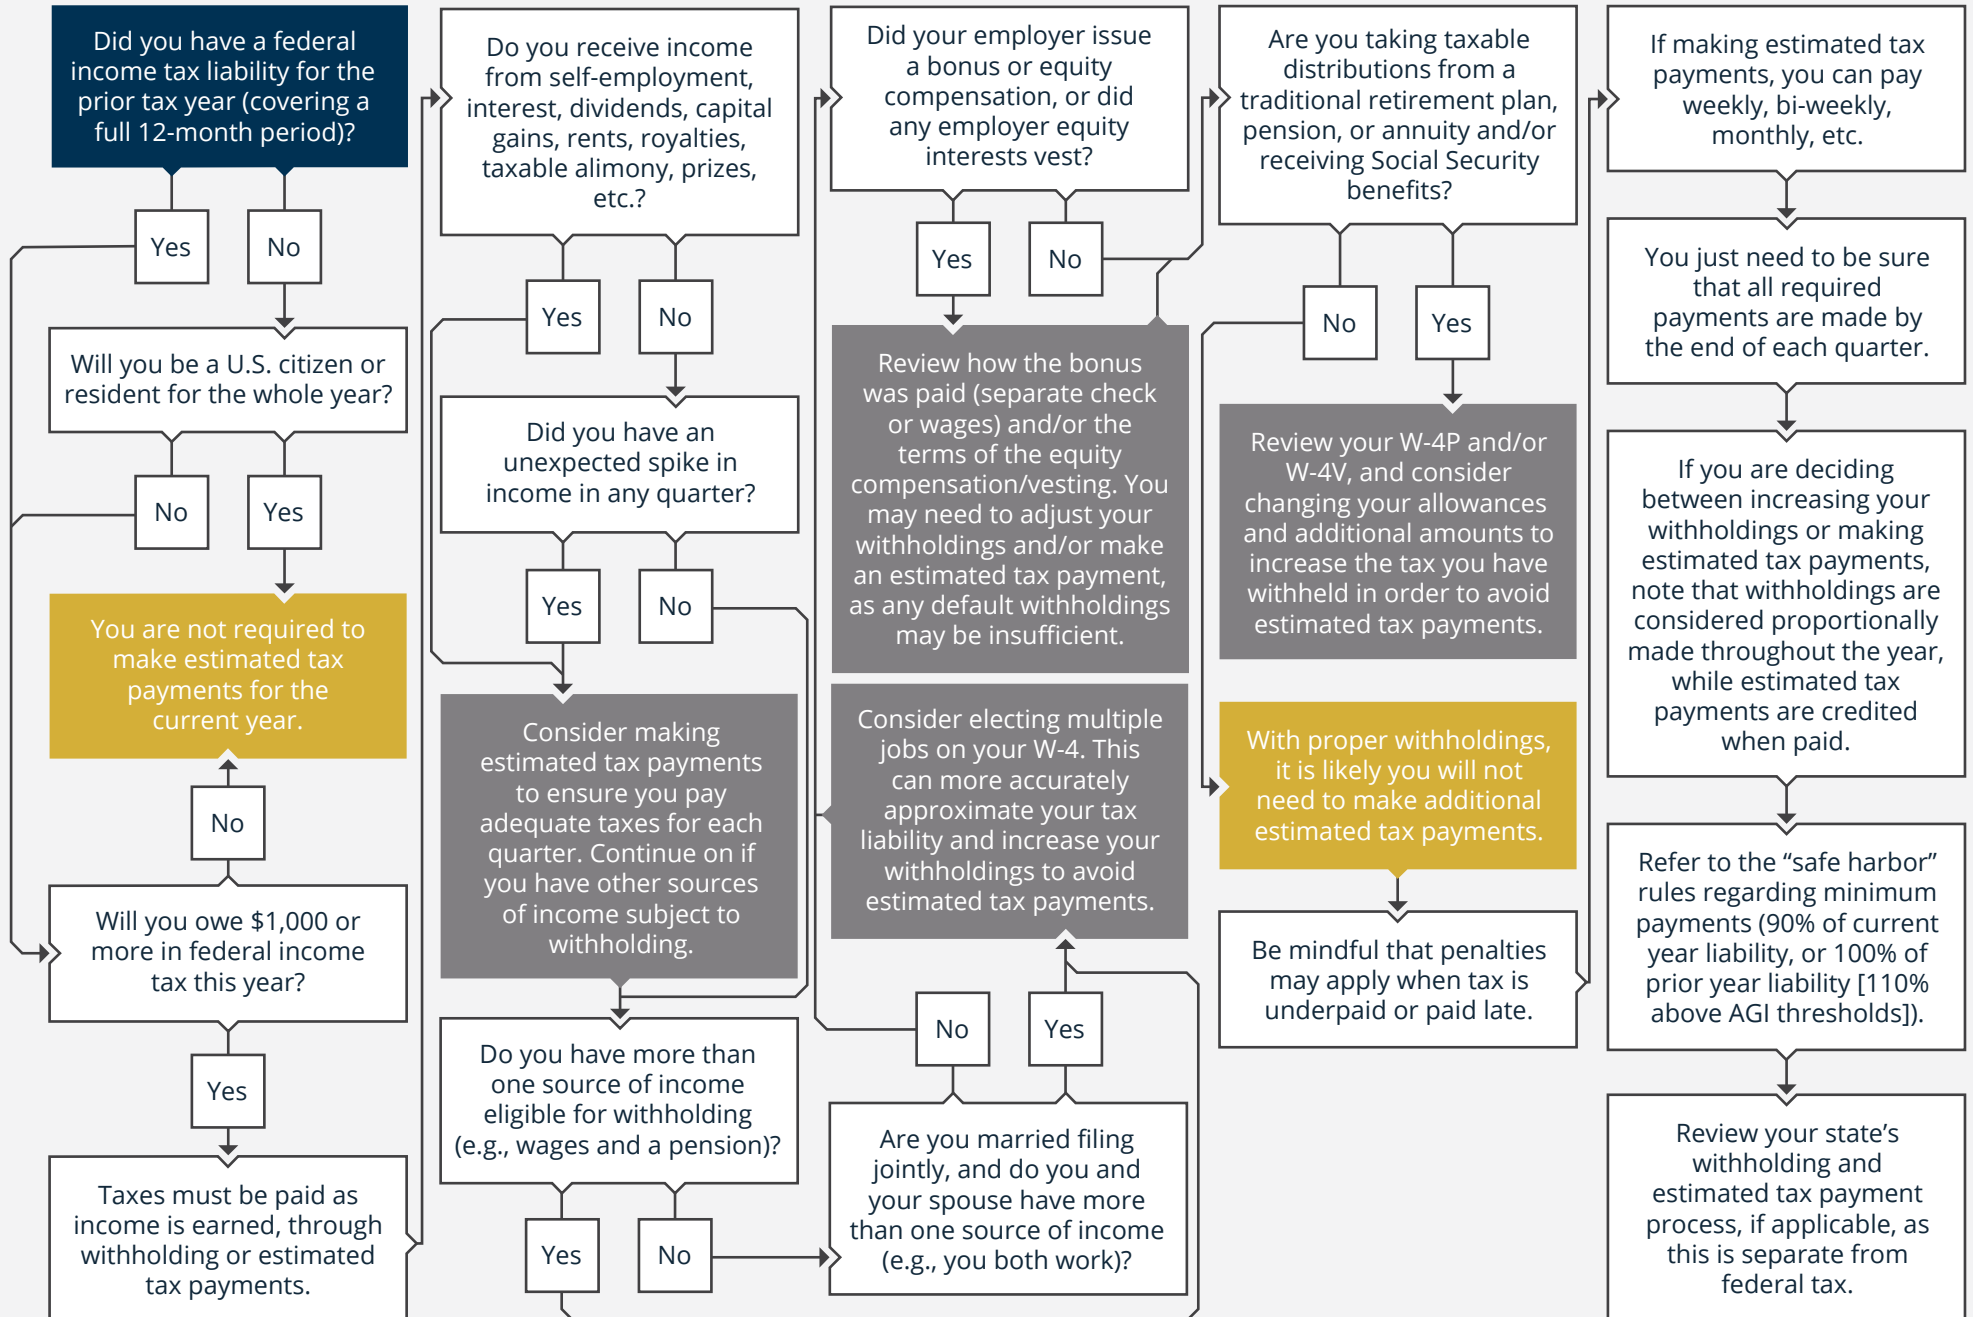 Did you have a federal
income tax liability for the
prior tax year (covering a
full 12-month period)?
Yes
No
Will you be a U.S. citizen or
resident for the whole year?
No
Yes
You are not required to
make estimated tax
payments for the
current year.
No
Will you owe $1,000 or
more in federal income
tax this year?
Yes
Taxes must be paid as
income is earned, through
withholding or estimated
tax payments.
Do you receive income
from self-employment,
interest, dividends, capital
gains, rents, royalties,
taxable alimony, prizes,
etc.?
Yes
No
Did you have an
unexpected spike in
income in any quarter?
Yes
No
Consider making
estimated tax payments
to ensure you pay
adequate taxes for each
quarter. Continue on if
you have other sources
of income subject to
withholding.
Do you have more than
one source of income
eligible for withholding
(e.g., wages and a pension)?
Yes
No
Did your employer issue
a bonus or equity
compensation, or did
any employer equity
interests vest?
Yes
No
Review how the bonus
was paid (separate check
or wages) and/or the
terms of the equity
compensation/vesting. You
may need to adjust your
withholdings and/or make
an estimated tax payment,
as any default withholdings
may be insufficient.
Consider electing multiple
jobs on your W-4. This
can more accurately
approximate your tax
liability and increase your
withholdings to avoid
estimated tax payments.
No
Yes
Are you married filing
jointly, and do you and
your spouse have more
than one source of income
(e.g., you both work)?
Are you taking taxable
distributions from a
traditional retirement plan,
pension, or annuity and/or
receiving Social Security
benefits?
No
Yes
Review your W-4P and/or
W-4V, and consider
changing your allowances
and additional amounts to
increase the tax you have
withheld in order to avoid
estimated tax payments.
With proper withholdings,
it is likely you will not
need to make additional
estimated tax payments.
Be mindful that penalties
may apply when tax is
underpaid or paid late.
If making estimated tax
payments, you can pay
weekly, bi-weekly,
monthly, etc.
You just need to be sure
that all required
payments are made by
the end of each quarter.
If you are deciding
between increasing your
withholdings or making
estimated tax payments,
note that withholdings are
considered proportionally
made throughout the year,
while estimated tax
payments are credited
when paid.
Refer to the “safe harbor”
rules regarding minimum
payments (90% of current
year liability, or 100% of
prior year liability [110%
above AGI thresholds]).
Review your state’s
withholding and
estimated tax payment
process, if applicable, as
this is separate from
federal tax.